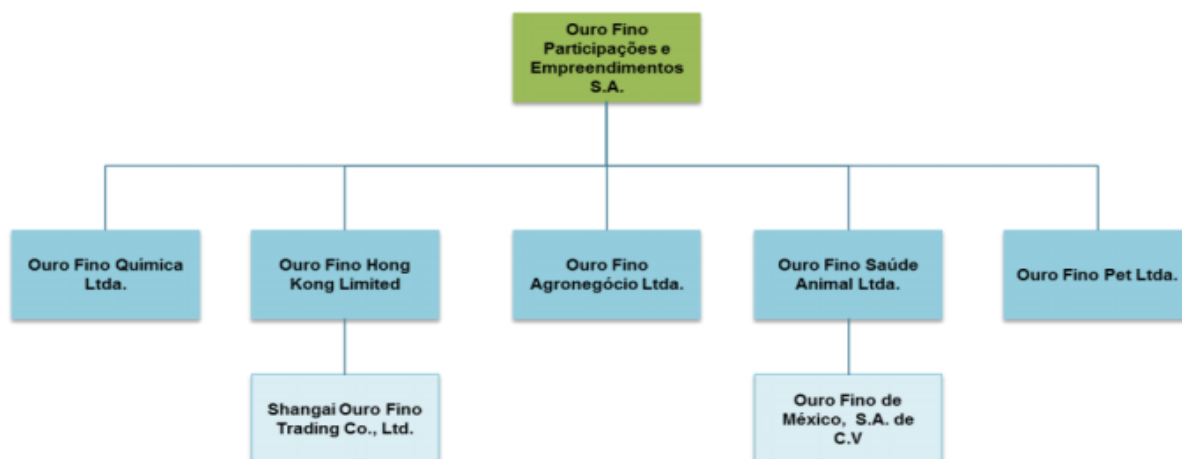 Ouro Fino
Participações e
Empreendimentos
S.A.
Ouro Fino Química
Ltda.
Ouro Fino Hong
Kong Limited
Ouro Fino
Agronegócio Ltda.
Ouro Fino Saúde
Animal Ltda.
Ouro Fino Pet Ltda.
Shangai Ouro Fino
Trading Co., Ltd.
Ouro Fino de
México,  S.A. de
C.V